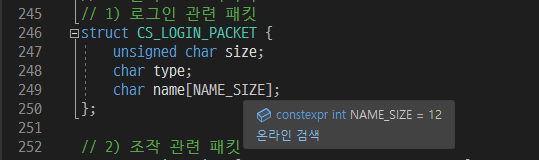 245
246 // 1) 로그인 관련 패킷
247 struct CS_LOGIN_PACKET {
248 unsigned char size;
249 char type;
250 char name[NAME_SIZE];
251 };
constexpr int NAME_SIZE = 12
온라인 검색
252 // 2) 조작 관련 패킷